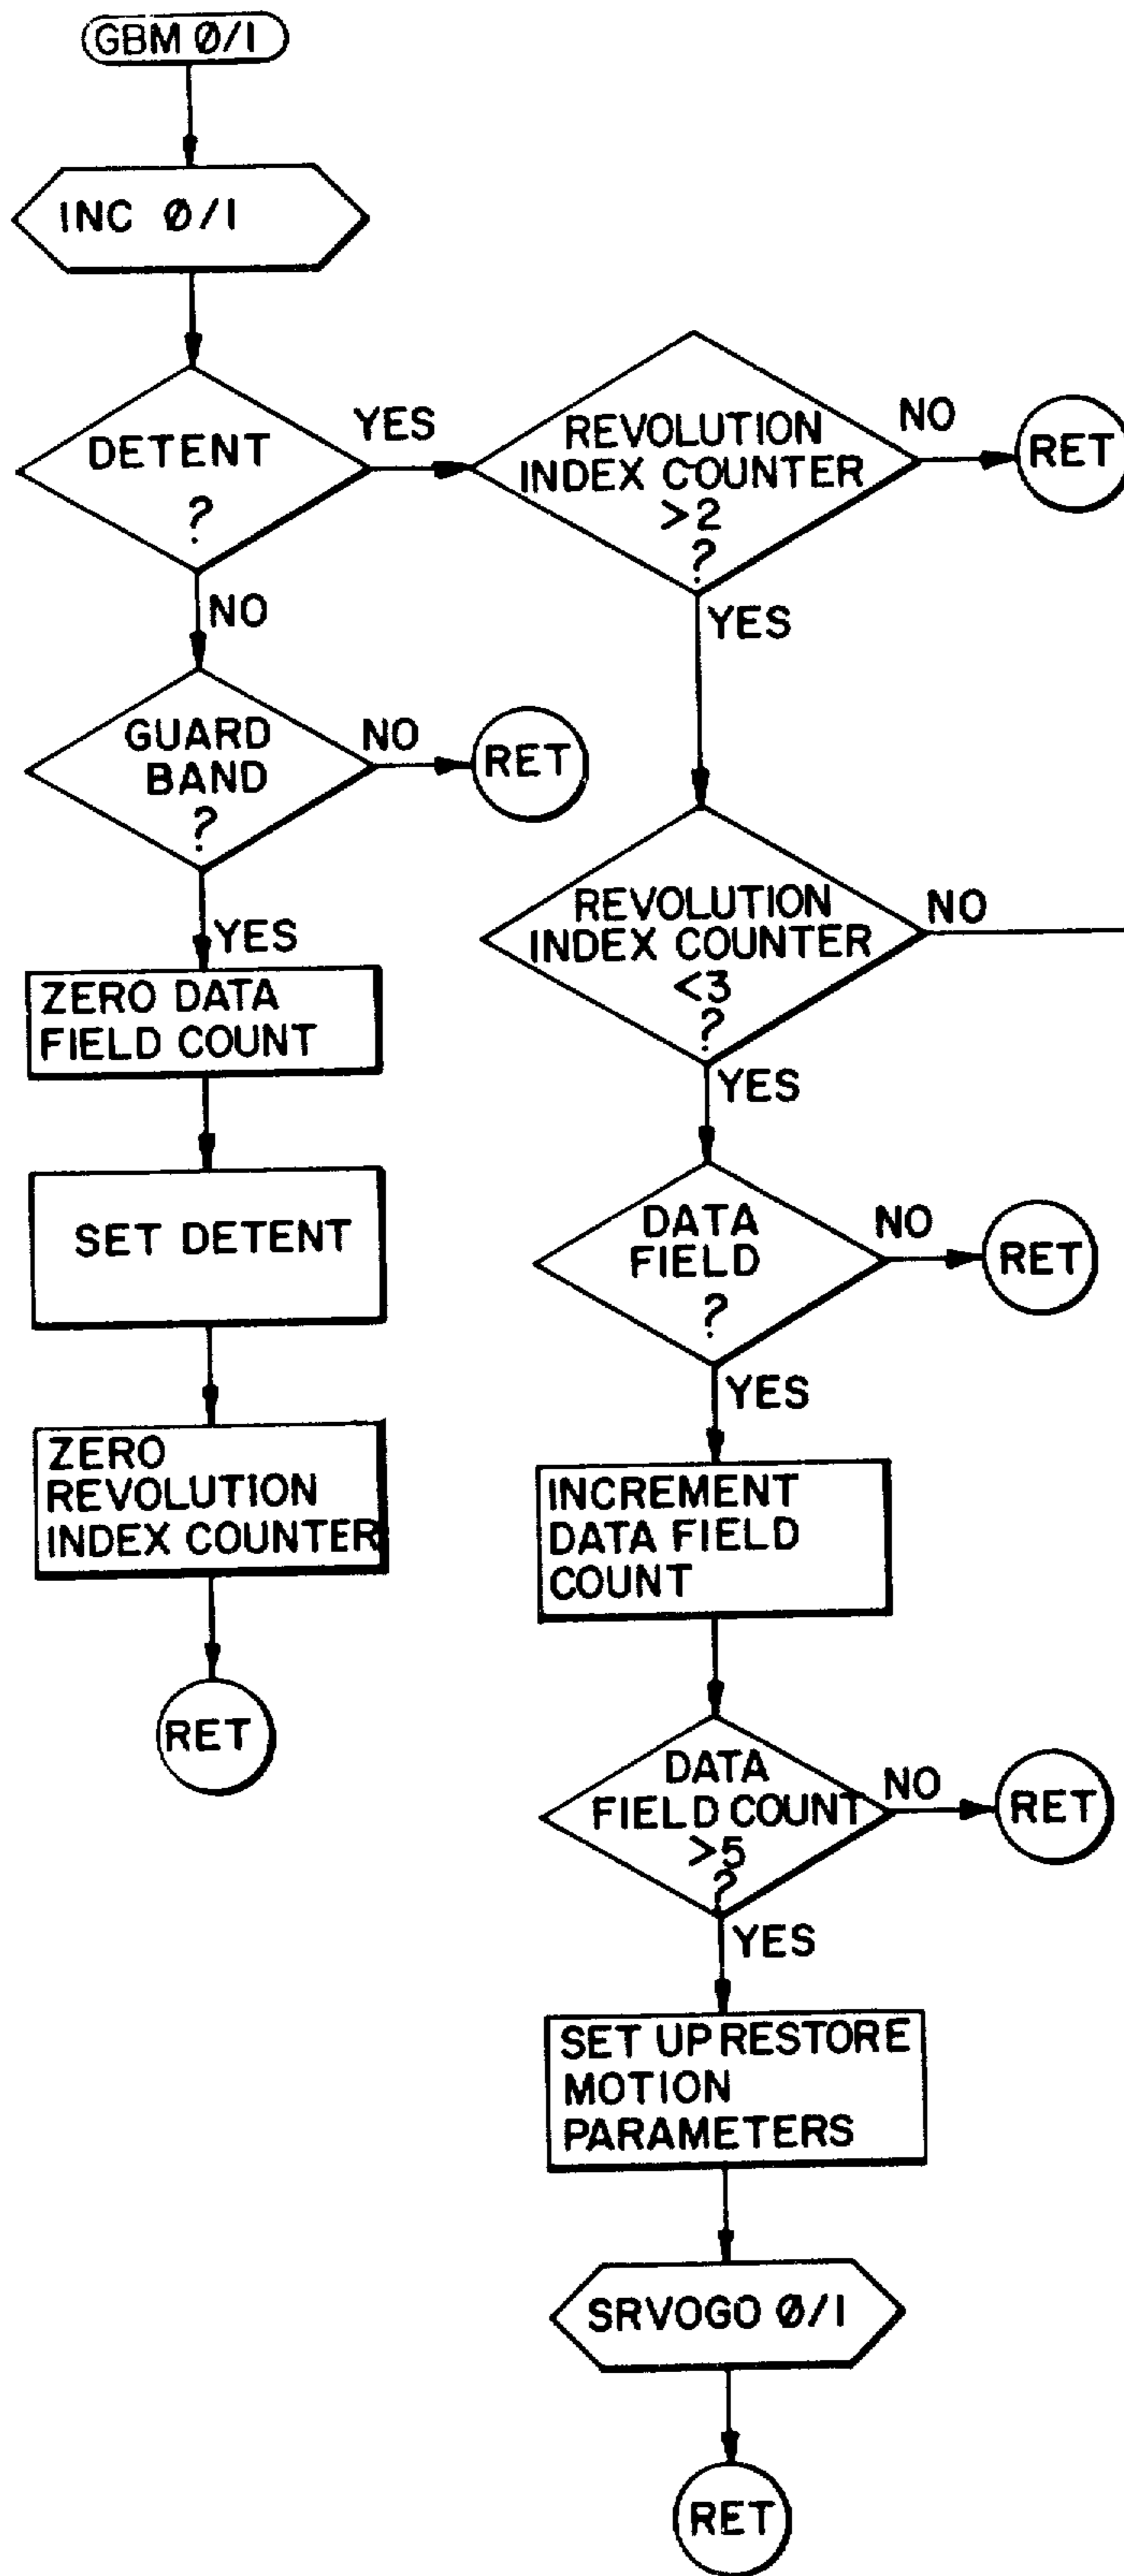 GBM Ø/1
INC Ø/1
DETENT
?
YES
NO
GUARD
BAND
?
NO
RET
YES
ZERO DATA
FIELD COUNT
SET DETENT
ZERO
REVOLUTION
INDEX COUNTER
RET
REVOLUTION
INDEX COUNTER
>2
?
NO
RET
YES
REVOLUTION
INDEX COUNTER
<3
?
NO
YES
DATA
FIELD
?
NO
RET
YES
INCREMENT
DATA FIELD
COUNT
DATA
FIELD COUNT
>5
?
NO
RET
YES
SET UP RESTORE
MOTION
PARAMETERS
SRVOGO Ø/1
RET